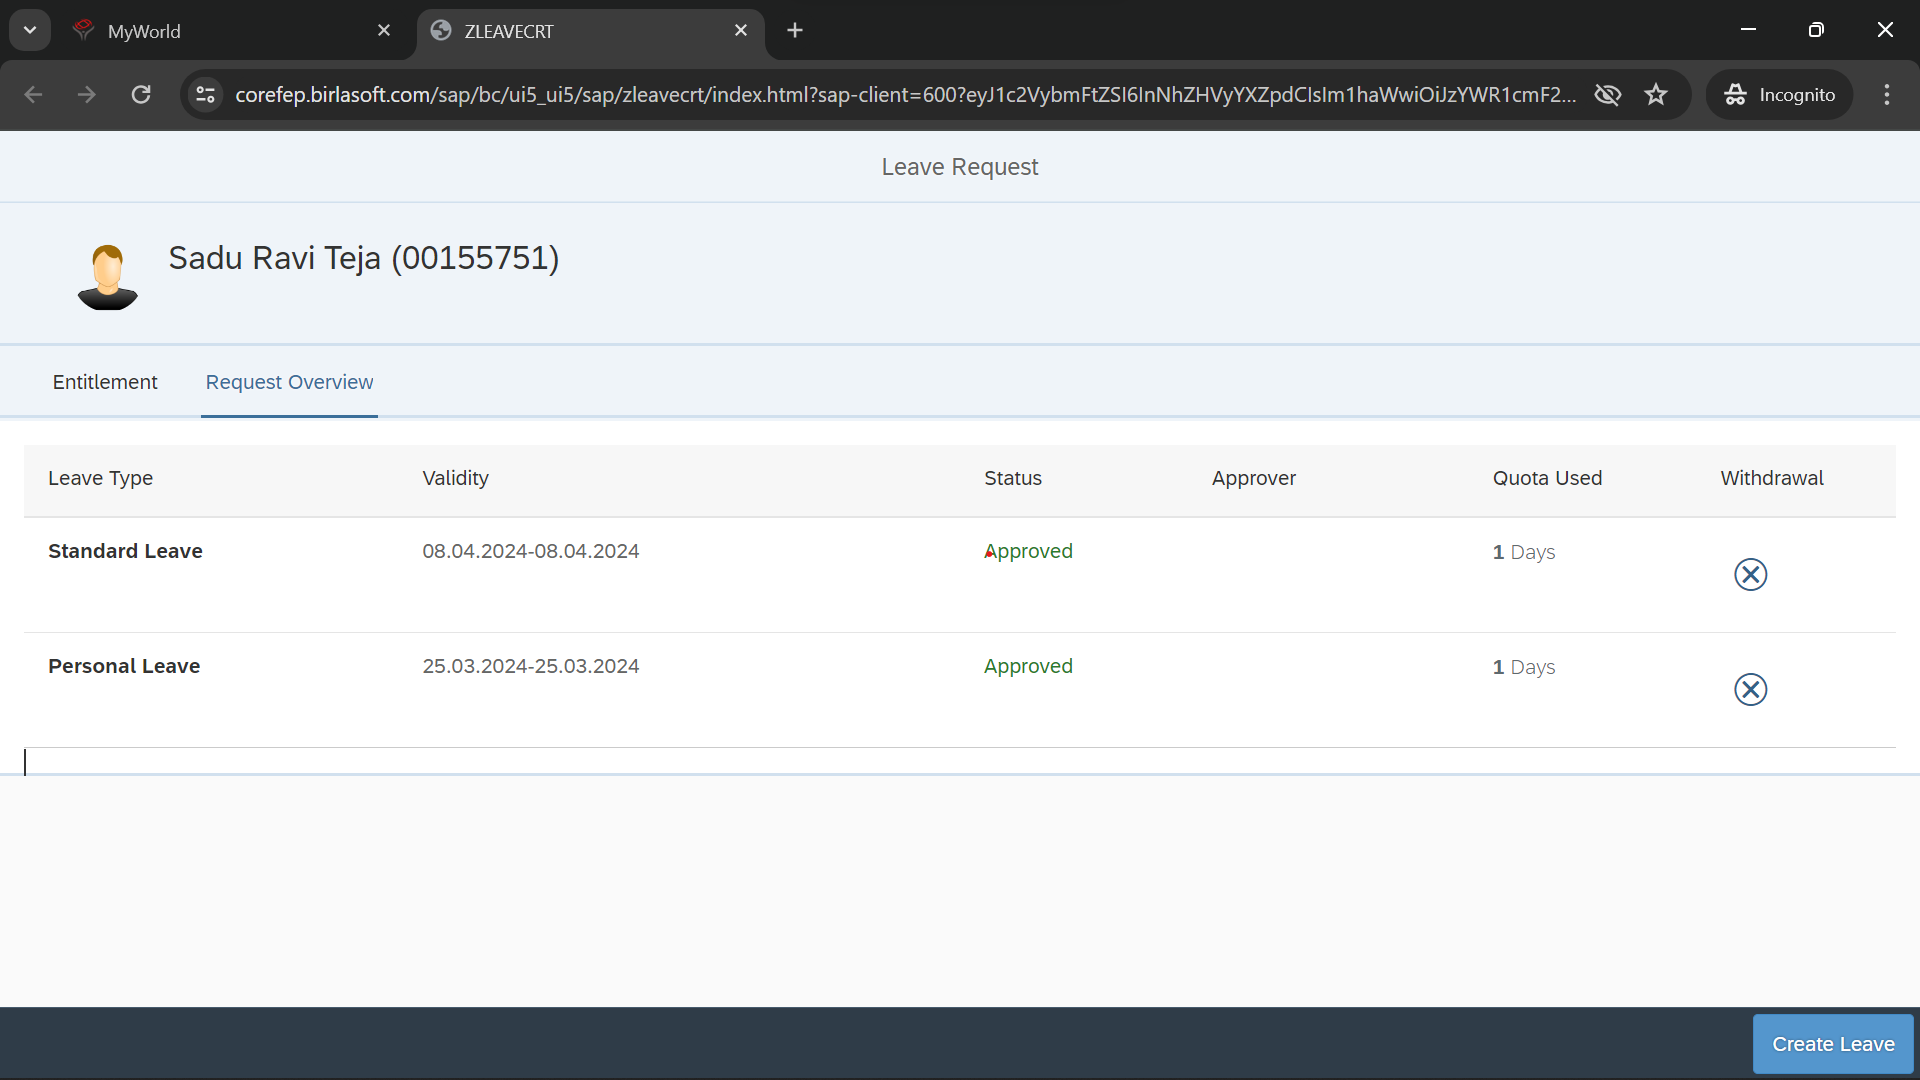 MyWorld
ZLEAVECRT
corefep.birlasoft.com/sap/bc/ui5_ui5/sap/zleavecrt/index.html?sap-client=600?eyJ1c2VybmFtZSI6InNhZHVyYXZpdCIsIm1haWwiOiJzYWR1cmF2...
Incognito
Leave Request
Sadu Ravi Teja (00155751)
Entitlement Request Overview
Leave Type Validity Status Approver Quota Used Withdrawal
Standard Leave 08.04.2024-08.04.2024 Approved 1 Days
Personal Leave 25.03.2024-25.03.2024 Approved 1 Days
Create Leave